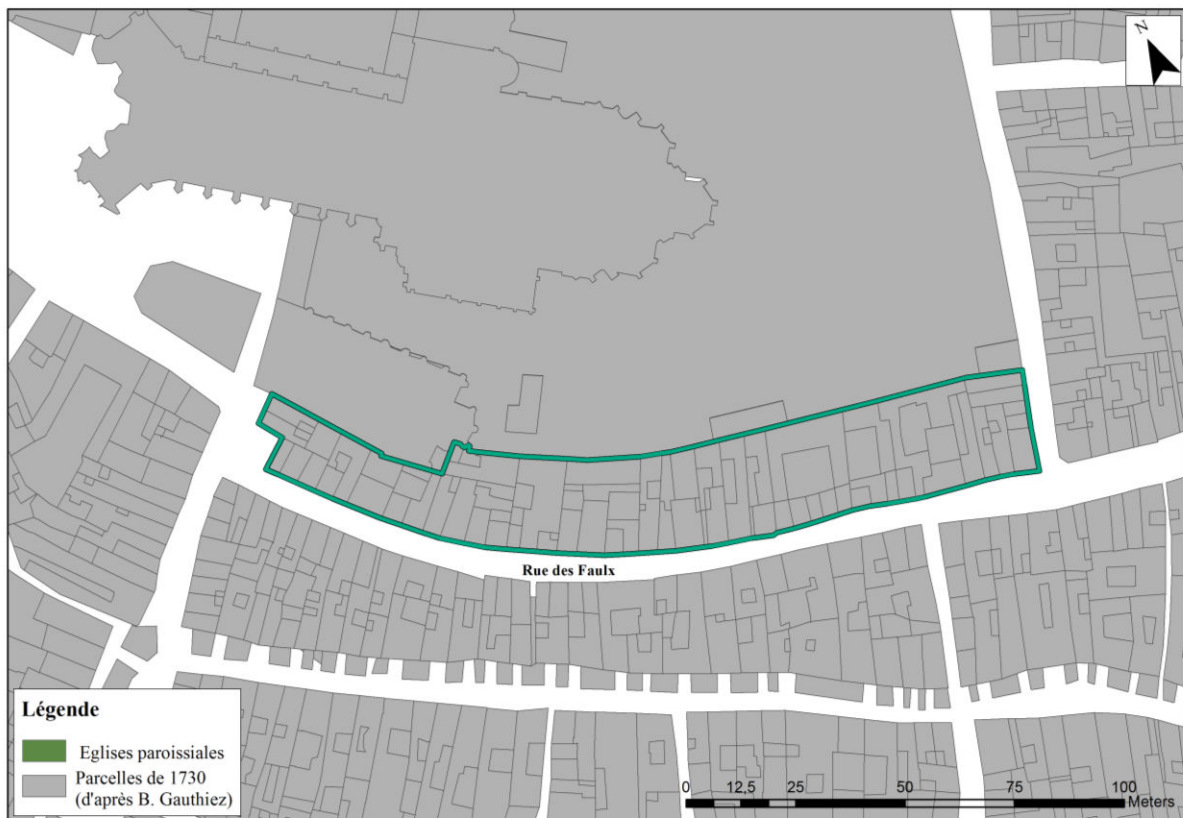 N
Rue des Faulx
Légende
Eglises paroissiales
Parcelles de 1730
(d'après B. Gauthiez)
0 12,5 25 50 75 100
Meters